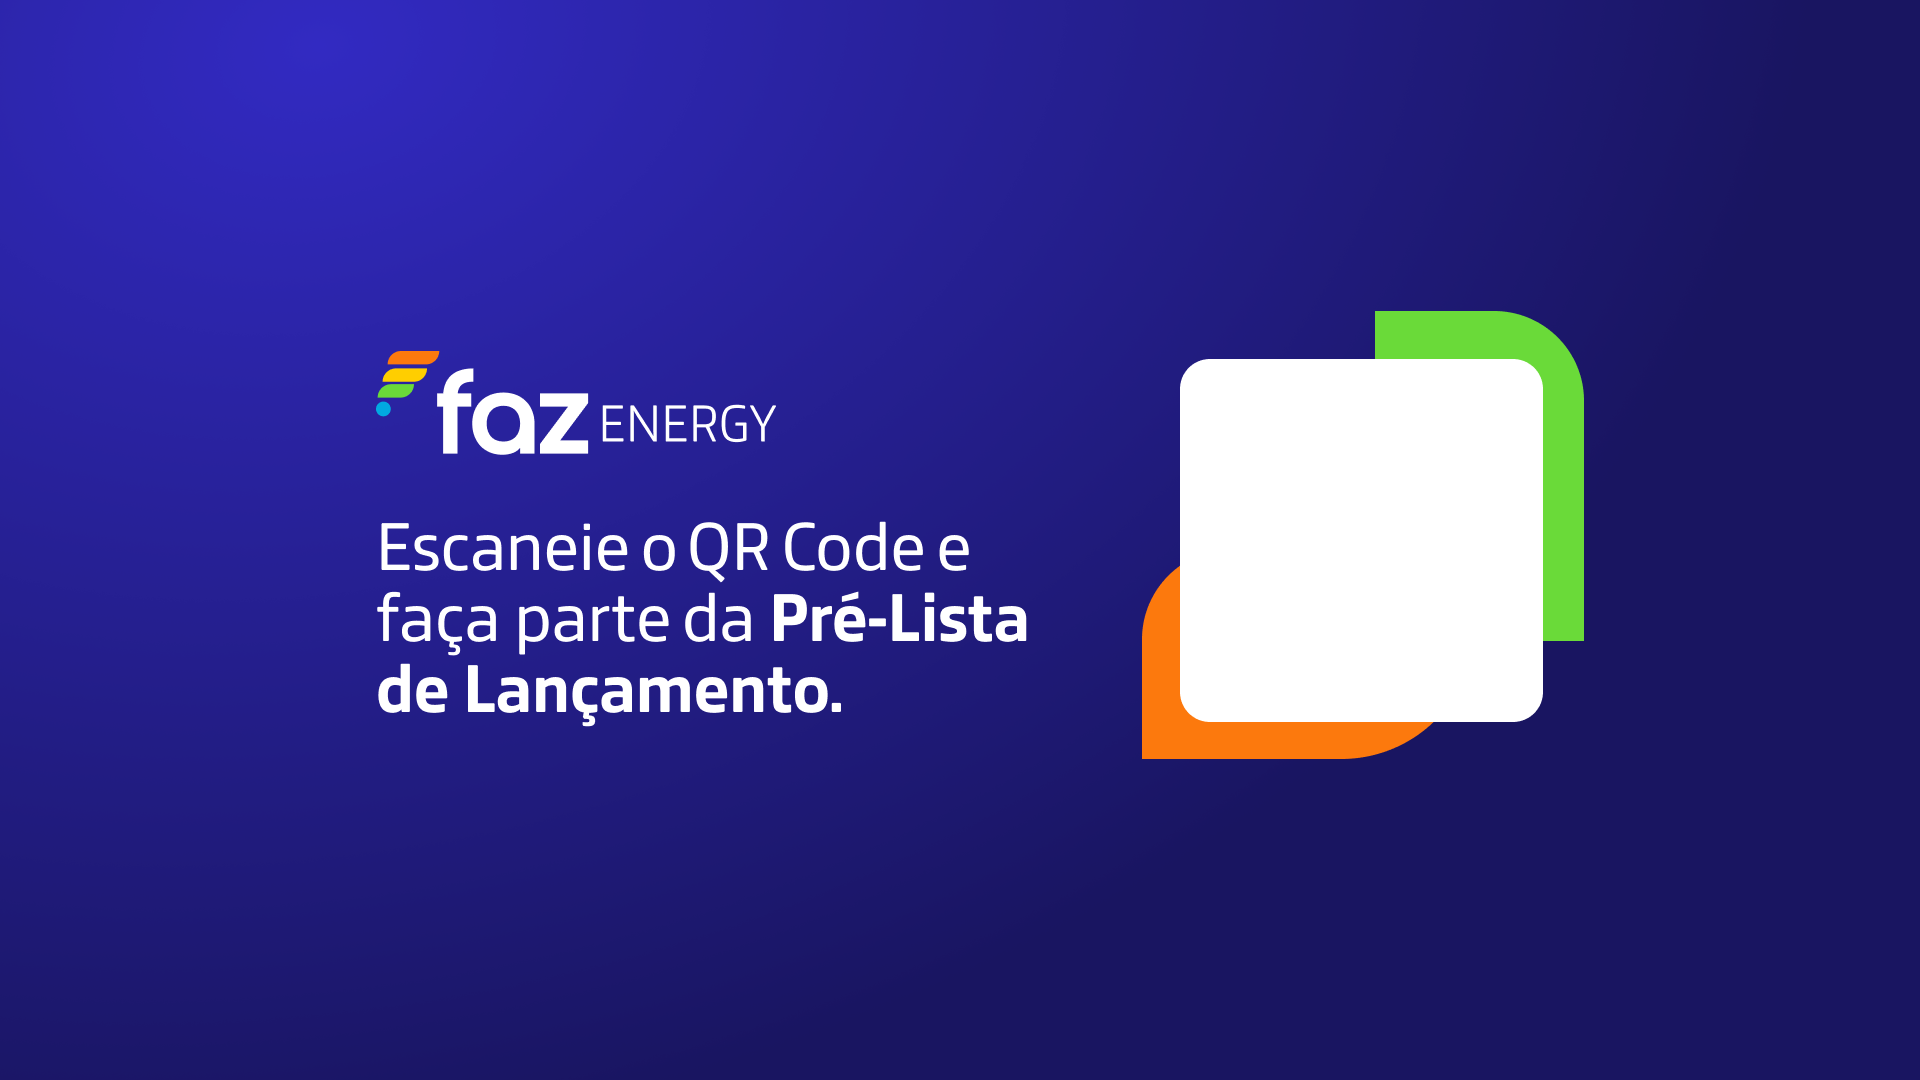 faz ENERGY
Escaneie o QR Code e
faça parte da Pré-Lista
de Lançamento.